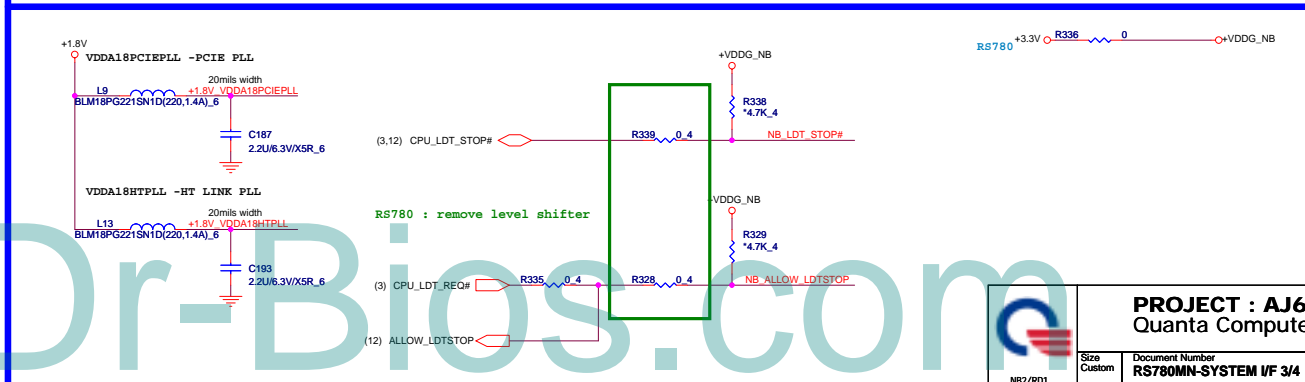 +1.8V
VDDA18PCIEPLL -PCIE PLL
20mils width
L9
+1.8V_VDDA18PCIEPLL
BLM18PG221SN1D(220,1.4A)_6
C187
2.2U/6.3V/X5R_6
VDDA18HTPLL -HT LINK PLL
20mils width
L13
+1.8V_VDDA18HTPLL
BLM18PG221SN1D(220,1.4A)_6
C193
2.2U/6.3V/X5R_6
+VDDG_NB
R338
*4.7K_4
(3,12) CPU_LDT_STOP#
R339 0_4
NB_LDT_STOP#
RS780 : remove level shifter
+VDDG_NB
R329
*4.7K_4
(3) CPU_LDT_REQ#
R335 0_4
R328 0_4
NB_ALLOW_LDTSTOP
(12) ALLOW_LDTSTOP
RS780
+3.3V
R336 0
+VDDG_NB
Dr-Bios.com
PROJECT : AJ6
Quanta Compute
Size
Custom
Document Number
RS780MN-SYSTEM I/F 3/4
NB2/RD1